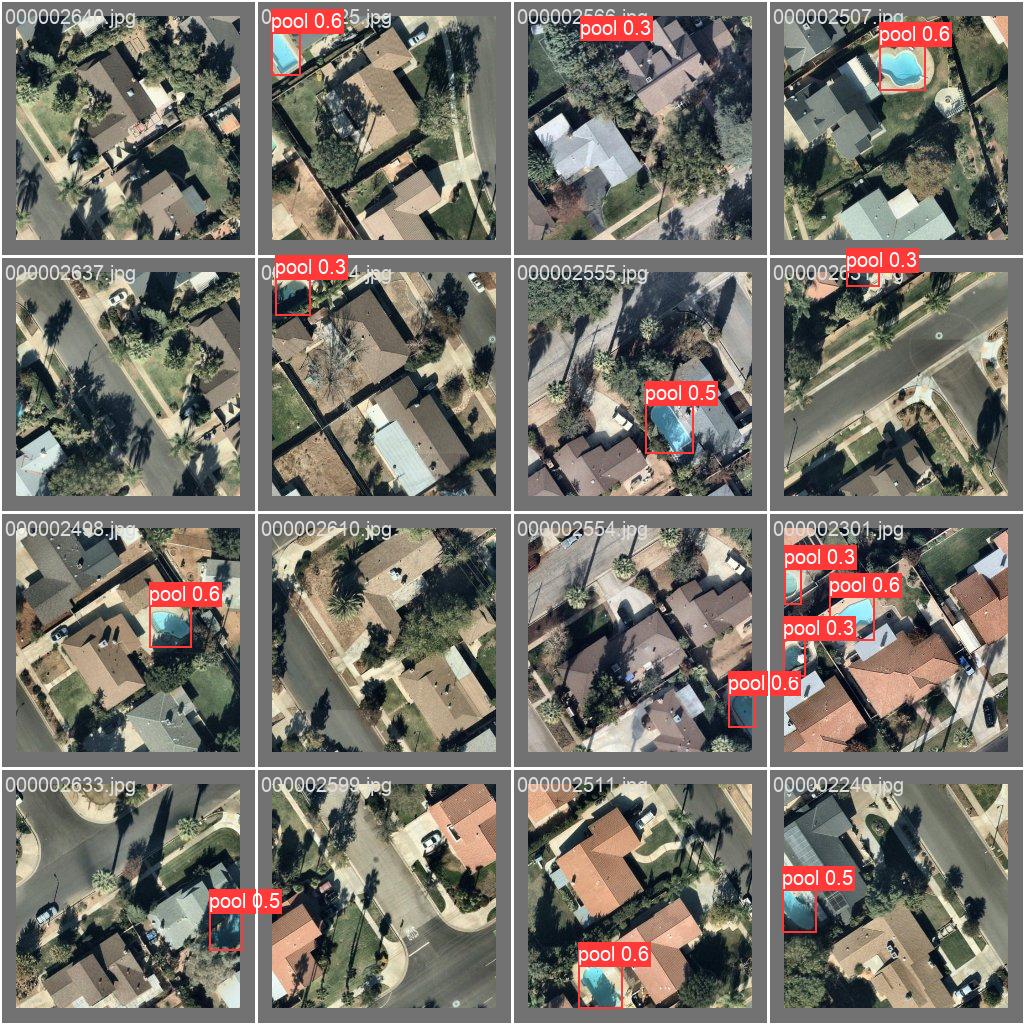 000002640.jpg
pool 0.6
25.jpg
000002566.jpg
pool 0.3
000002507.jpg
pool 0.6
000002637.jpg
pool 0.3
4.jpg
000002555.jpg
pool 0.5
pool 0.3
000002498.jpg
pool 0.6
000002610.jpg
000002554.jpg
pool 0.6
000002301.jpg
pool 0.3
pool 0.6
pool 0.3
000002633.jpg
pool 0.5
000002599.jpg
000002511.jpg
pool 0.6
000002240.jpg
pool 0.5